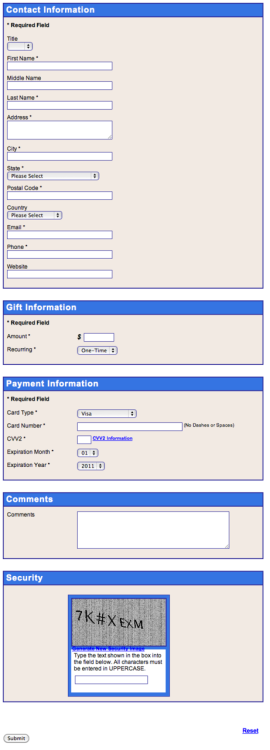 Contact Information
* Required Field
Title
First Name *
Middle Name
Last Name *
Address *
City *
State *
Please Select
Postal Code *
Country
Please Select
Email *
Phone *
Website
Gift Information
* Required Field
Amount * $
Recurring * One-Time
Payment Information
* Required Field
Card Type * Visa
Card Number * (No Dashes or Spaces)
CVV2 * CVV2 Information
Expiration Month * 01
Expiration Year * 2011
Comments
Comments
Security
7K#XEXM
Generate New Security Image
Type the text shown in the box into
the field below. All characters must
be entered in UPPERCASE.
Reset
Submit